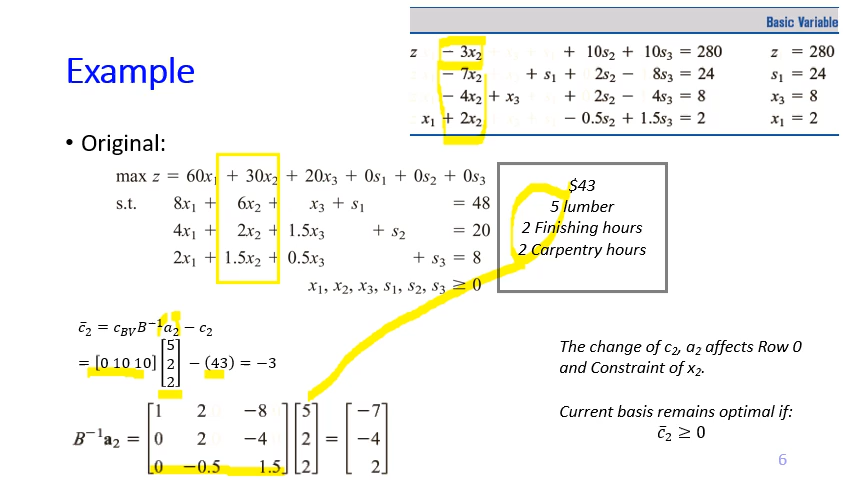 Basic Variable
z − 3x₂ + 10s₂ + 10s₃ = 280 z = 280
− 7x₂ + s₁ + 2s₂ − 8s₃ = 24 s₁ = 24
− 4x₂ + x₃ + 2s₂ − 4s₃ = 8 x₃ = 8
x₁ + 2x₂ − 0.5s₂ + 1.5s₃ = 2 x₁ = 2
Example
• Original:
max z = 60x₁ + 30x₂ + 20x₃ + 0s₁ + 0s₂ + 0s₃
s.t. 8x₁ + 6x₂ + x₃ + s₁ = 48
4x₁ + 2x₂ + 1.5x₃ + s₂ = 20
2x₁ + 1.5x₂ + 0.5x₃ + s₃ = 8
x₁, x₂, x₃, s₁, s₂, s₃ ≥ 0
$43
5 lumber
2 Finishing hours
2 Carpentry hours
c̄₂ = c_BV B⁻¹a₂ − c₂
= [0 10 10] [5 2 2] − (43) = −3
B⁻¹a₂ = [1 2 −8 [5 [−7
0 2 −4 2 = −4
0 −0.5 1.5] 2] 2]
The change of c₂, a₂ affects Row 0
and Constraint of x₂.
Current basis remains optimal if:
c̄₂ ≥ 0
6